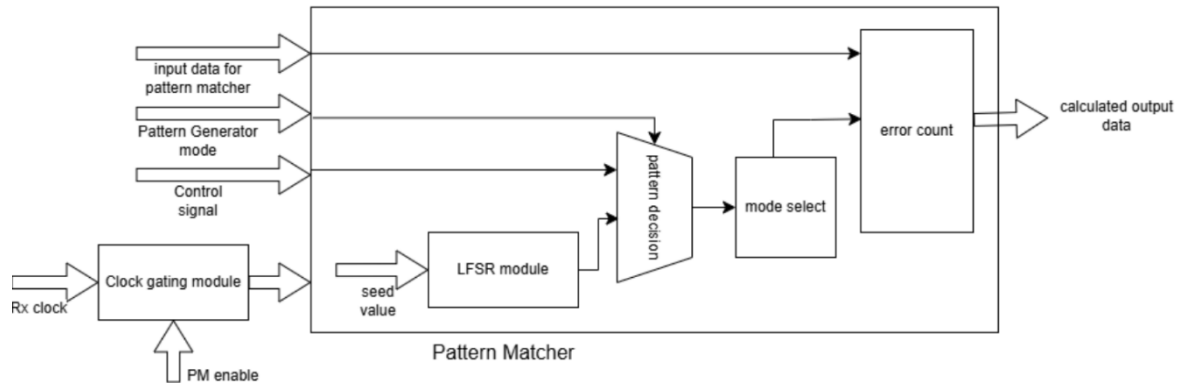 input data for
pattern matcher
Pattern Generator
mode
Control
signal
Rx clock
Clock gating module
PM enable
seed
value
LFSR module
pattern decision
mode select
error count
calculated output
data
Pattern Matcher